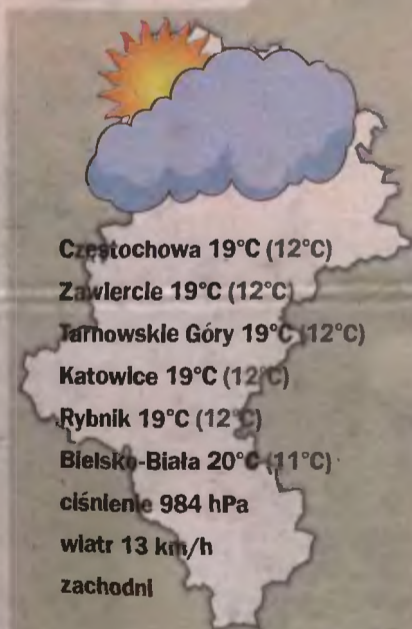 Częstochowa 19°C (12°C)
Zawiercie 19°C (12°C)
Tarnowskie Góry 19°C (12°C)
Katowice 19°C (12°C)
Rybnik 19°C (12°C)
Bielsko-Biała 20°C (11°C)
ciśnienie 984 hPa
wiatr 13 km/h
zachodni